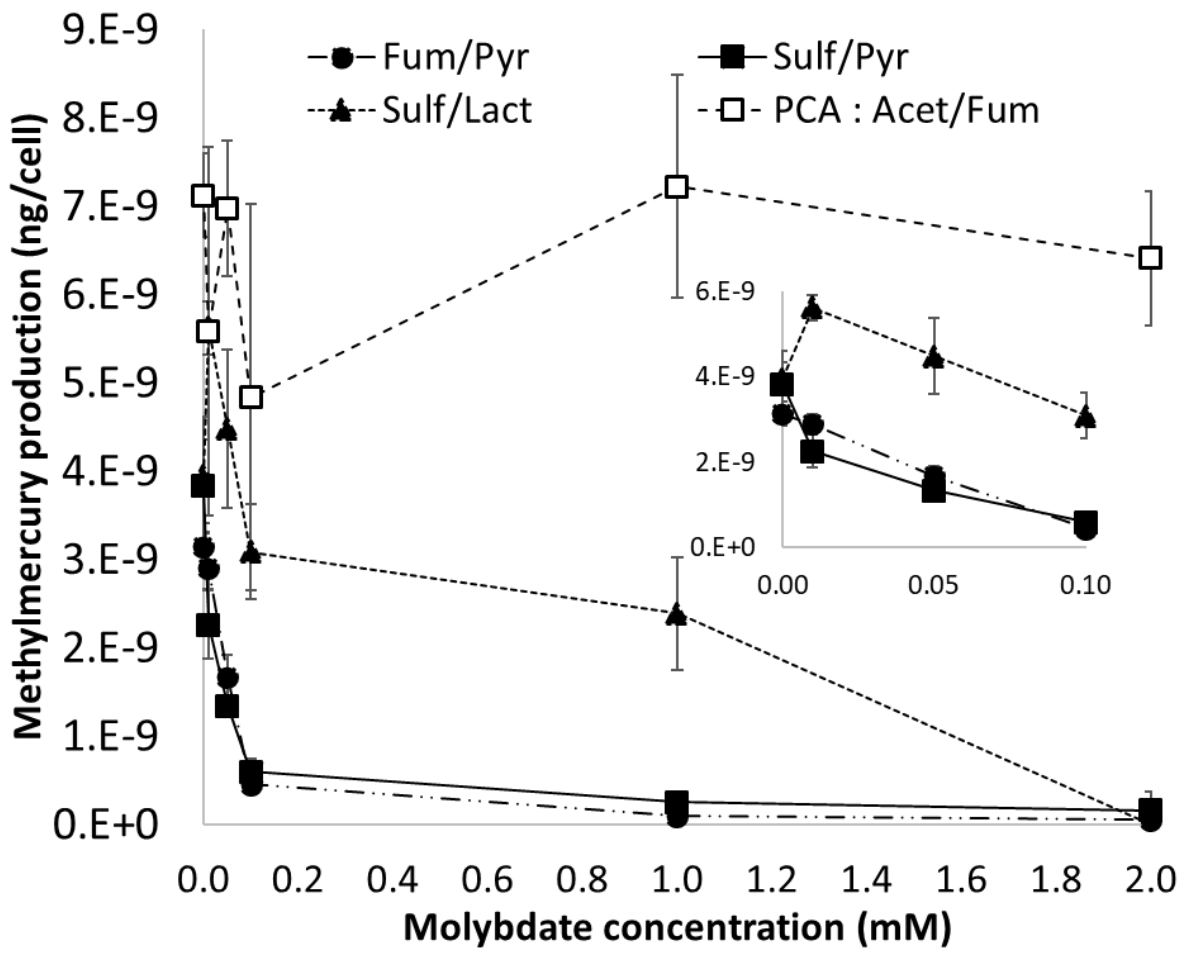 Methylmercury production (ng/cell)
9.E-9
8.E-9
7.E-9
6.E-9
5.E-9
4.E-9
3.E-9
2.E-9
1.E-9
0.E+0
Fum/Pyr
Sulf/Pyr
Sulf/Lact
PCA : Acet/Fum
6.E-9
4.E-9
2.E-9
0.E+0
0.00 0.05 0.10
0.0 0.2 0.4 0.6 0.8 1.0 1.2 1.4 1.6 1.8 2.0
Molybdate concentration (mM)